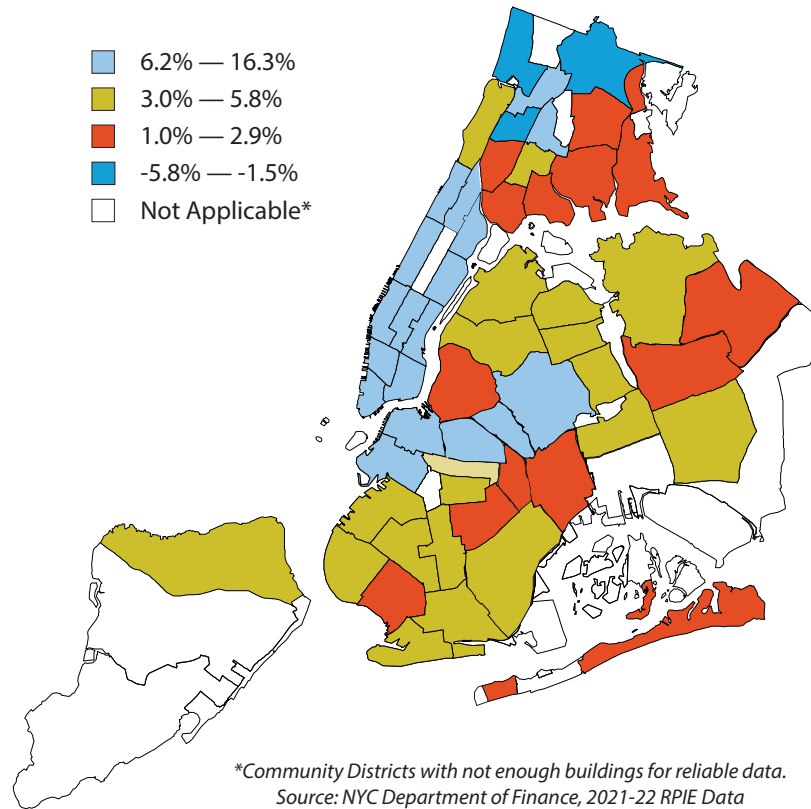 6.2% — 16.3%
3.0% — 5.8%
1.0% — 2.9%
-5.8% — -1.5%
Not Applicable*
*Community Districts with not enough buildings for reliable data.
Source: NYC Department of Finance, 2021-22 RPIE Data